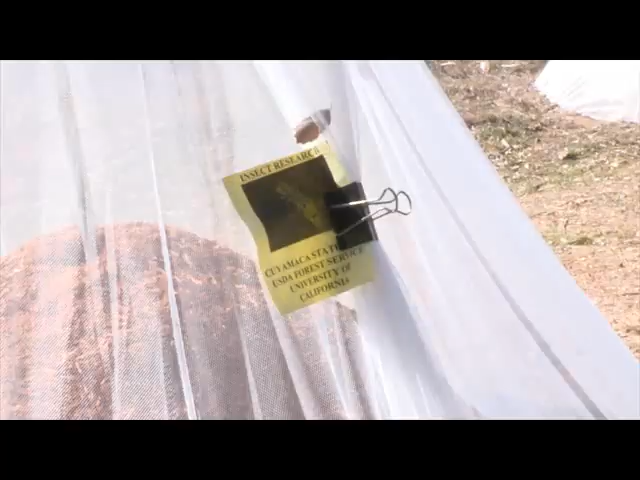 INSECT RESEARCH
CUYAMACA STATE
USDA FOREST SERVICE
UNIVERSITY OF
CALIFORNIA